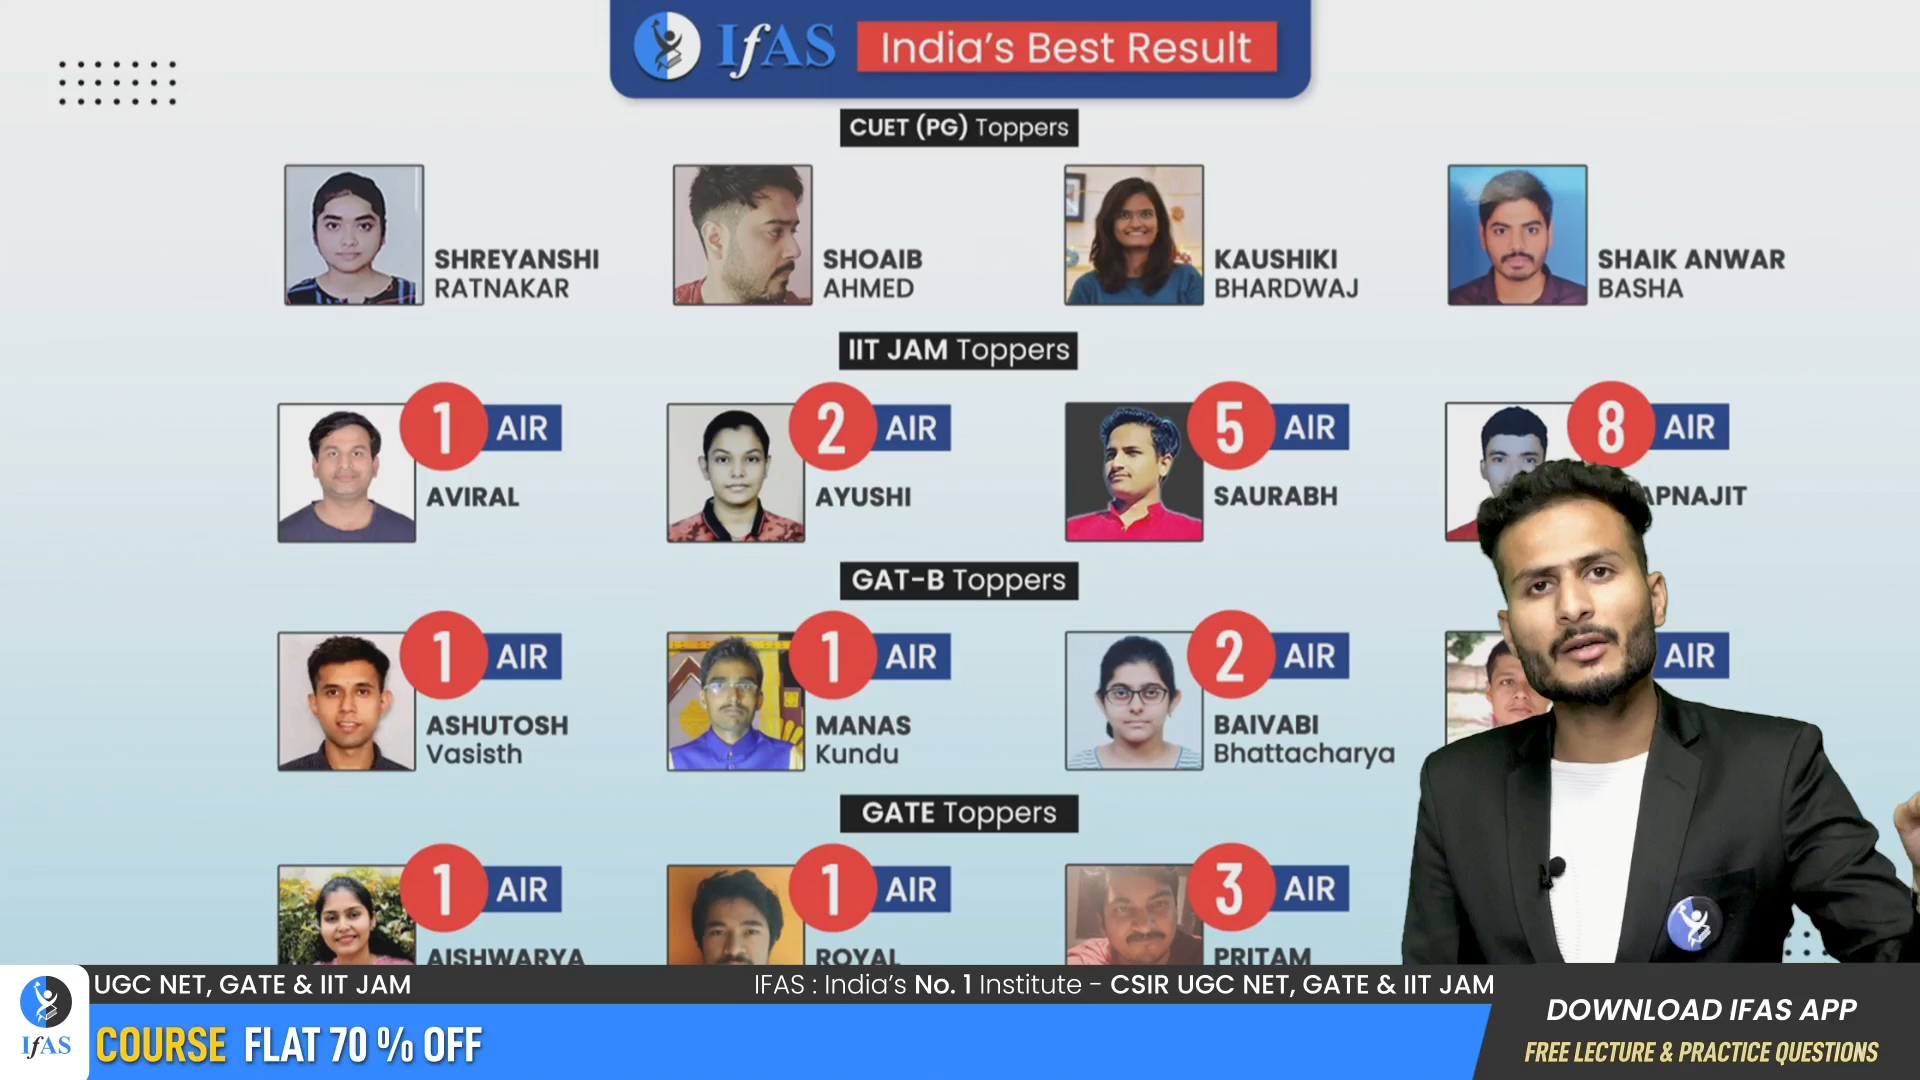 IfAS India's Best Result
CUET (PG) Toppers
SHREYANSHI
RATNAKAR
SHOAIB
AHMED
KAUSHIKI
BHARDWAJ
SHAIK ANWAR
BASHA
IIT JAM Toppers
1 AIR
AVIRAL
2 AIR
AYUSHI
5 AIR
SAURABH
8 AIR
APNAJIT
GAT-B Toppers
1 AIR
ASHUTOSH
Vasisth
1 AIR
MANAS
Kundu
2 AIR
BAIVABI
Bhattacharya
AIR
GATE Toppers
1 AIR
AISHWARYA
1 AIR
ROYAL
3 AIR
PRITAM
UGC NET, GATE & IIT JAM
IFAS : India's No. 1 Institute - CSIR UGC NET, GATE & IIT JAM
IfAS
COURSE FLAT 70 % OFF
DOWNLOAD IFAS APP
FREE LECTURE & PRACTICE QUESTIONS